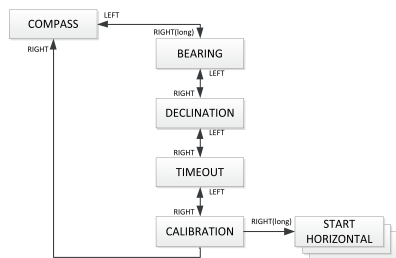 COMPASS
LEFT
RIGHT(long)
RIGHT
BEARING
LEFT
RIGHT
DECLINATION
LEFT
RIGHT
TIMEOUT
LEFT
RIGHT
CALIBRATION
RIGHT(long)
START
HORIZONTAL